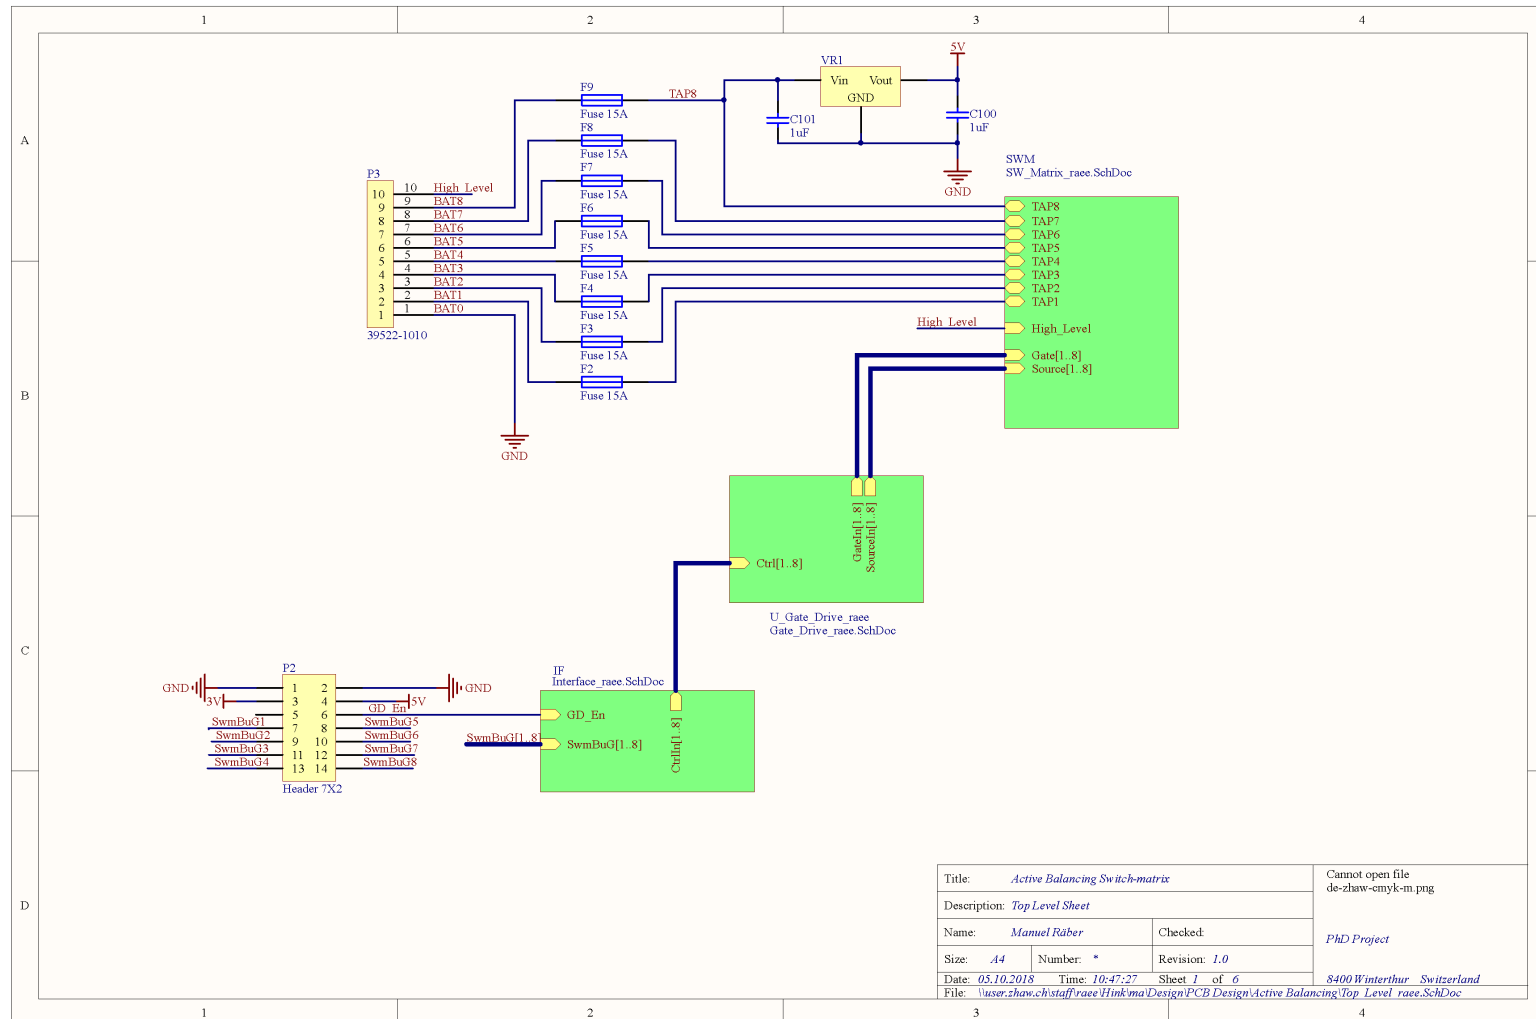 1 2 3 4
A
B
C
D
5V
VR1
Vin Vout
GND
C101
1uF
C100
1uF
GND
F9
TAP8
Fuse 15A
F8
Fuse 15A
F7
Fuse 15A
F6
Fuse 15A
F5
Fuse 15A
F4
Fuse 15A
F3
Fuse 15A
F2
Fuse 15A
P3
10 10 High_Level
9 9 BAT8
8 8 BAT7
7 7 BAT6
6 6 BAT5
5 5 BAT4
4 4 BAT3
3 3 BAT2
2 2 BAT1
1 1 BAT0
39522-1010
GND
SWM
SW_Matrix_raee.SchDoc
TAP8
TAP7
TAP6
TAP5
TAP4
TAP3
TAP2
TAP1
High_Level High_Level
Gate[1..8]
Source[1..8]
GateIn[1..8]
SourceIn[1..8]
Ctrl[1..8]
U_Gate_Drive_raee
Gate_Drive_raee.SchDoc
P2
GND 1 2 GND
3V 3 4 5V
5 6 GD_En
SwmBuG1 7 8 SwmBuG5
SwmBuG2 9 10 SwmBuG6
SwmBuG3 11 12 SwmBuG7
SwmBuG4 13 14 SwmBuG8
Header 7X2
IF
Interface_raee.SchDoc
GD_En
SwmBuG[1..8] SwmBuG[1..8]
CtrlIn[1..8]
Title: Active Balancing Switch-matrix
Description: Top Level Sheet
Name: Manuel Räber Checked:
Size: A4 Number: * Revision: 1.0
Date: 05.10.2018 Time: 10:47:27 Sheet 1 of 6
File: \\user.zhaw.ch\staff\raee\Hink\ma\Design\PCB Design\Active Balancing\Top_Level_raee.SchDoc
Cannot open file
de-zhaw-cmyk-m.png
PhD Project
8400 Winterthur Switzerland
1 2 3 4